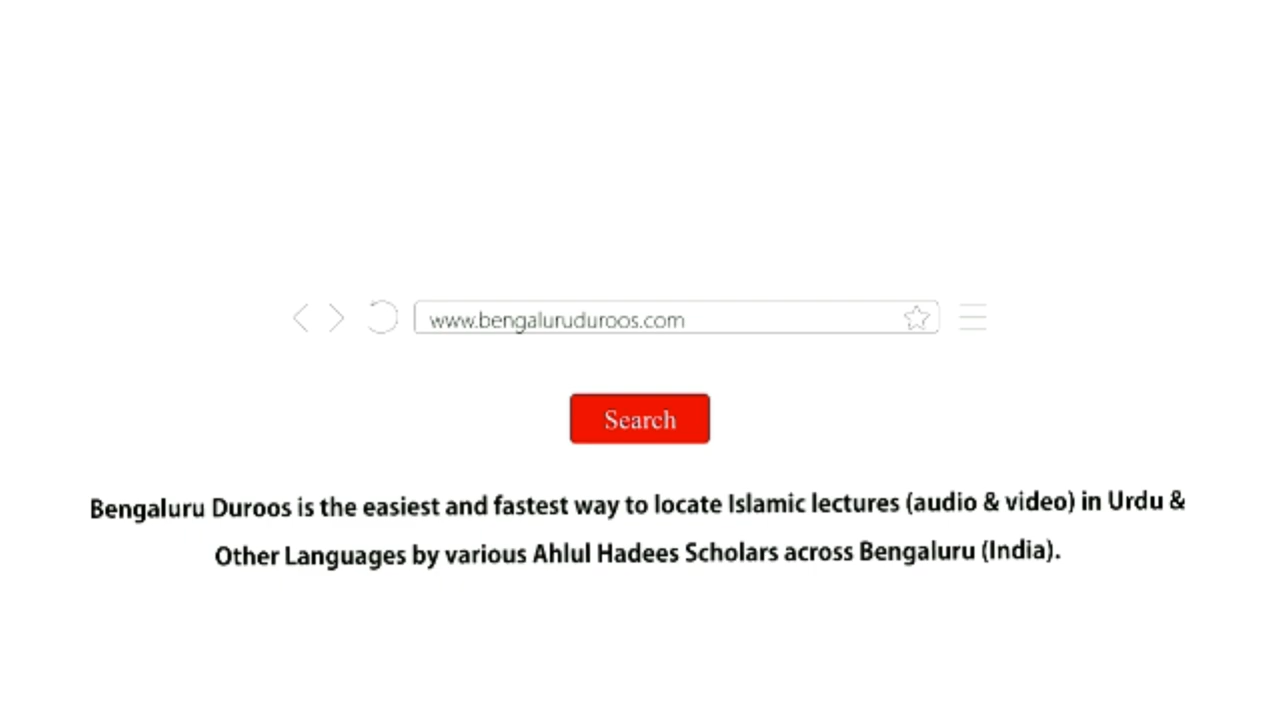 www.bengaluruduroos.com
Search
Bengaluru Duroos is the easiest and fastest way to locate Islamic lectures (audio & video) in Urdu &
Other Languages by various Ahlul Hadees Scholars across Bengaluru (India).